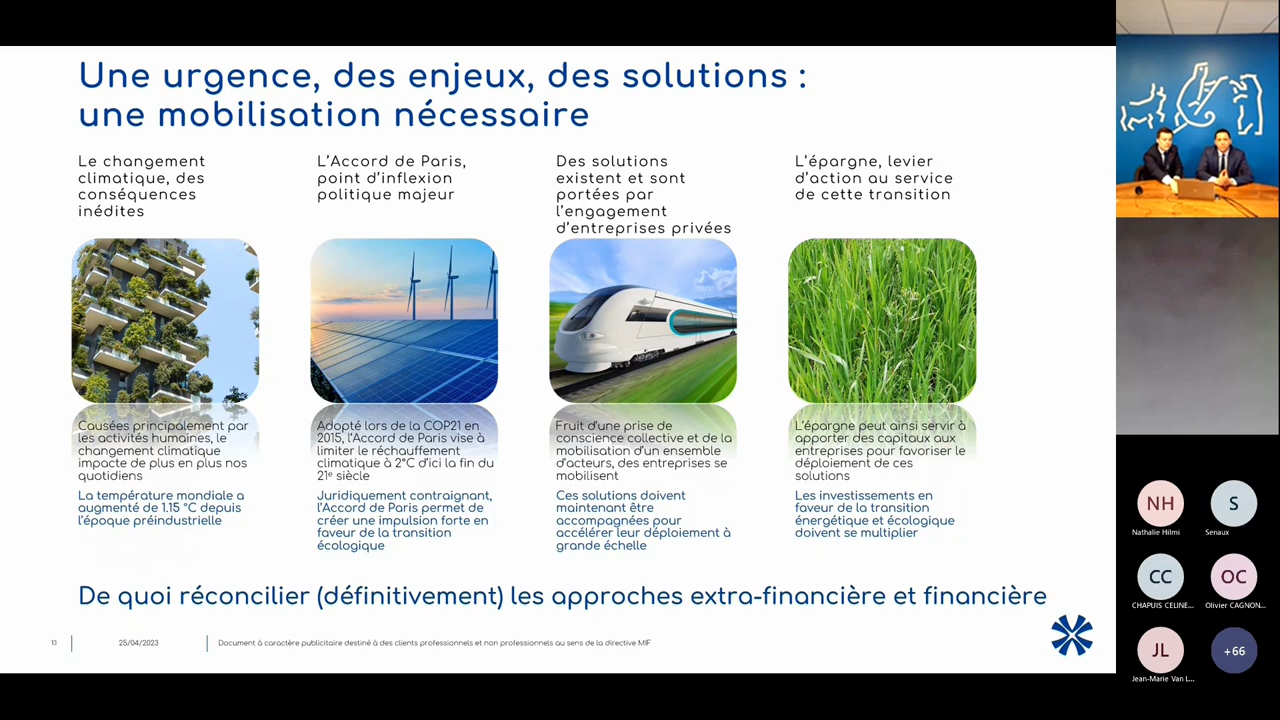 Une urgence, des enjeux, des solutions :
une mobilisation nécessaire
Le changement
climatique, des
conséquences
inédites
L'Accord de Paris,
point d'inflexion
politique majeur
Des solutions
existent et sont
portées par
l'engagement
d'entreprises privées
L'épargne, levier
d'action au service
de cette transition
Causées principalement par
les activités humaines, le
changement climatique
impacte de plus en plus nos
quotidiens
La température mondiale a
augmenté de 1.15 °C depuis
l'époque préindustrielle
Adopté lors de la COP21 en
2015, l'Accord de Paris vise à
limiter le réchauffement
climatique à 2°C d'ici la fin du
21e siècle
Juridiquement contraignant,
l'Accord de Paris permet de
créer une impulsion forte en
faveur de la transition
écologique
Fruit d'une prise de
conscience collective et de la
mobilisation d'un ensemble
d'acteurs, des entreprises se
mobilisent
Ces solutions doivent
maintenant être
accompagnées pour
accélérer leur déploiement à
grande échelle
L'épargne peut ainsi servir à
apporter des capitaux aux
entreprises pour favoriser le
déploiement de ces
solutions
Les investissements en
faveur de la transition
énergétique et écologique
doivent se multiplier
De quoi réconcilier (définitivement) les approches extra-financière et financière
13
25/04/2023
Document à caractère publicitaire destiné à des clients professionnels et non professionnels au sens de la directive MIF
NH
Nathalie Hilmi
S
Senaux
CC
CHAPUIS CELINE...
OC
Olivier CAGNON...
JL
Jean-Marie Van L...
+66